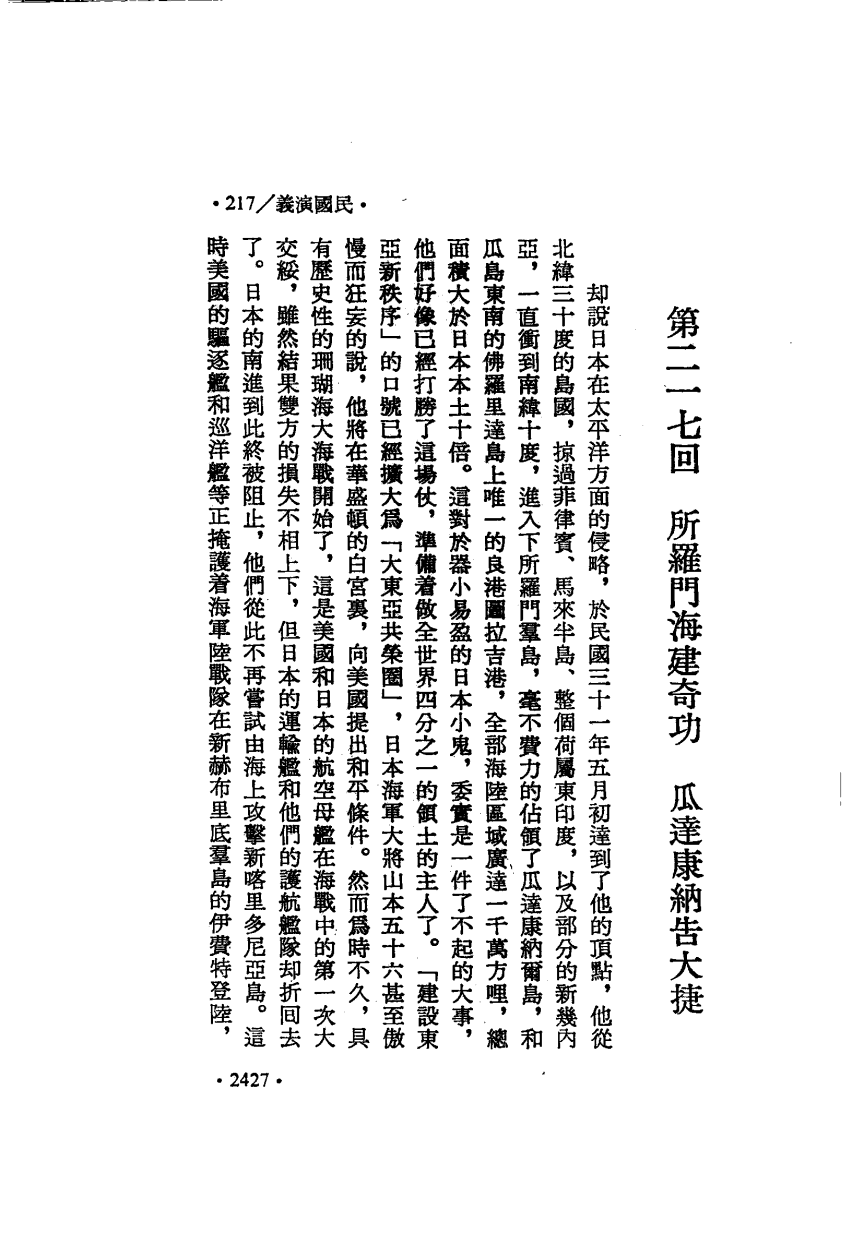 •217/義演國民•
第二一七回　所羅門海建奇功　瓜達康納告大捷
却說日本在太平洋方面的侵略，於民國三十一年五月初達到了他的頂點，他從
北緯三十度的島國，掠過菲律賓、馬來半島、整個荷屬東印度，以及部分的新幾內
亞，一直衝到南緯十度，進入下所羅門羣島，毫不費力的佔領了瓜達康納爾島，和
瓜島東南的佛羅里達島上唯一的良港圖拉吉港，全部海陸區域廣達一千萬方哩，總
面積大於日本本土十倍。這對於器小易盈的日本小鬼，委實是一件了不起的大事，
他們好像已經打勝了這場仗，準備着做全世界四分之一的領土的主人了。「建設東
亞新秩序」的口號已經擴大爲「大東亞共榮圈」，日本海軍大將山本五十六甚至傲
慢而狂妄的說，他將在華盛頓的白宮裏，向美國提出和平條件。然而爲時不久，具
有歷史性的珊瑚海大海戰開始了，這是美國和日本的航空母艦在海戰中的第一次大
交綏，雖然結果雙方的損失不相上下，但日本的運輸艦和他們的護航艦隊却折回去
了。日本的南進到此終被阻止，他們從此不再嘗試由海上攻擊新喀里多尼亞島。這
時美國的驅逐艦和巡洋艦等正掩護着海軍陸戰隊在新赫布里底羣島的伊費特登陸，
•2427•